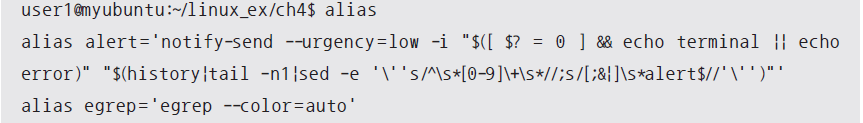 user1@myubuntu:~/linux_ex/ch4$ alias
alias alert='notify-send --urgency=low -i "$([ $? = 0 ] && echo terminal || echo
error)" "$(history|tail -n1|sed -e '\''s/^\s*[0-9]\+\s*//;s/[;&|]\s*alert$//'\'')"'
alias egrep='egrep --color=auto'